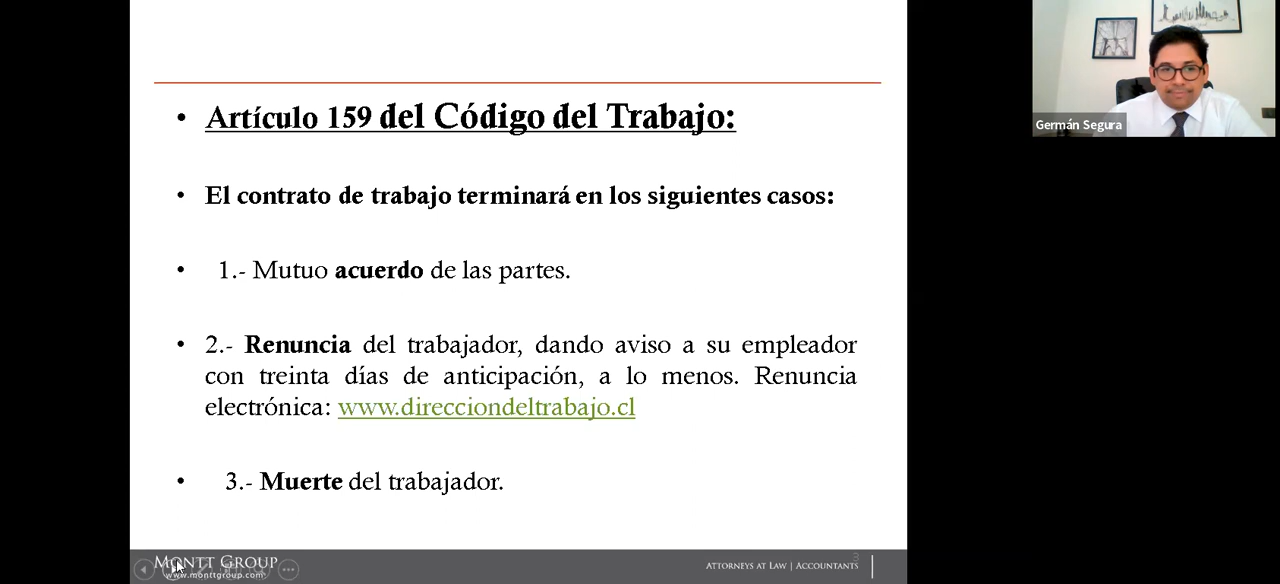 • Artículo 159 del Código del Trabajo:
• El contrato de trabajo terminará en los siguientes casos:
• 1.- Mutuo acuerdo de las partes.
• 2.- Renuncia del trabajador, dando aviso a su empleador
con treinta días de anticipación, a lo menos. Renuncia
electrónica: www.direcciondeltrabajo.cl
• 3.- Muerte del trabajador.
Germán Segura
3
MONTT GROUP
www.monttgroup.com
ATTORNEYS AT LAW | ACCOUNTANTS